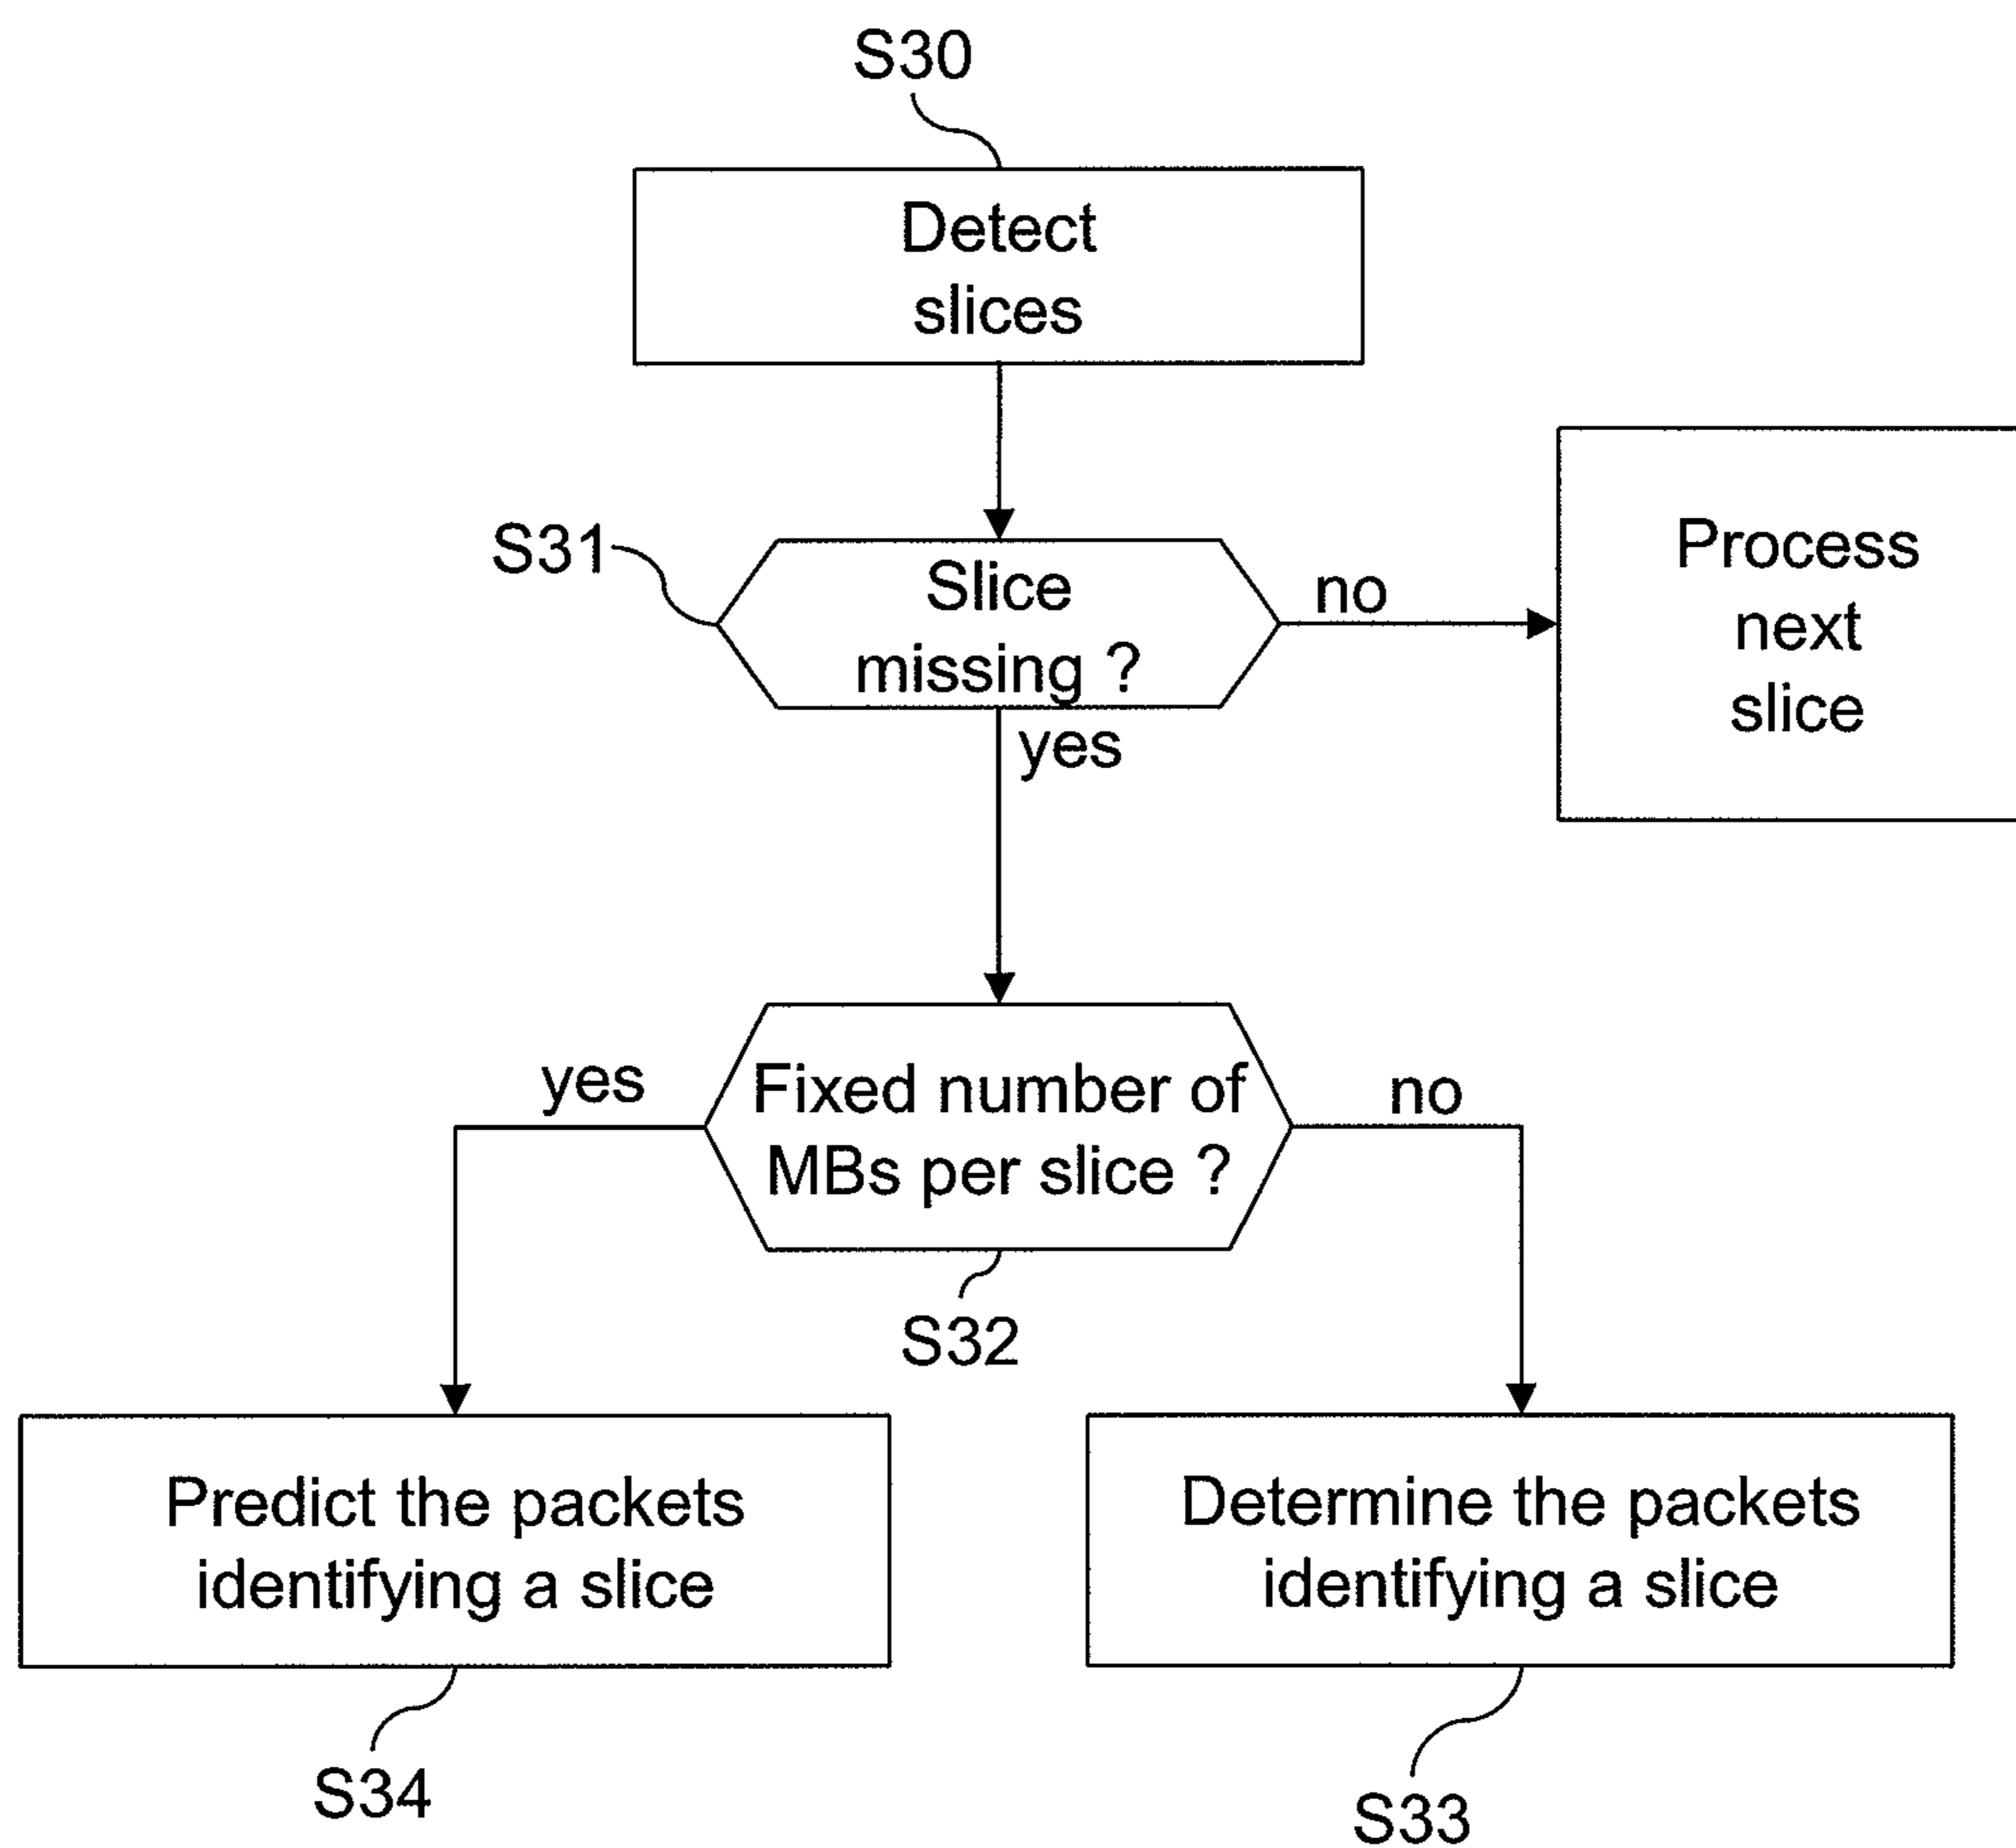 S30
Detect
slices
S31
Slice
missing ?
no
Process
next
slice
yes
yes
Fixed number of
MBs per slice ?
no
S32
Predict the packets
identifying a slice
Determine the packets
identifying a slice
S34
S33